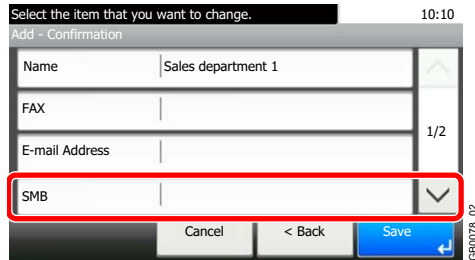 Select the item that you want to change. 10:10
Add - Confirmation
Name Sales department 1
FAX
1/2
E-mail Address
SMB
Cancel < Back Save
GB0078_02